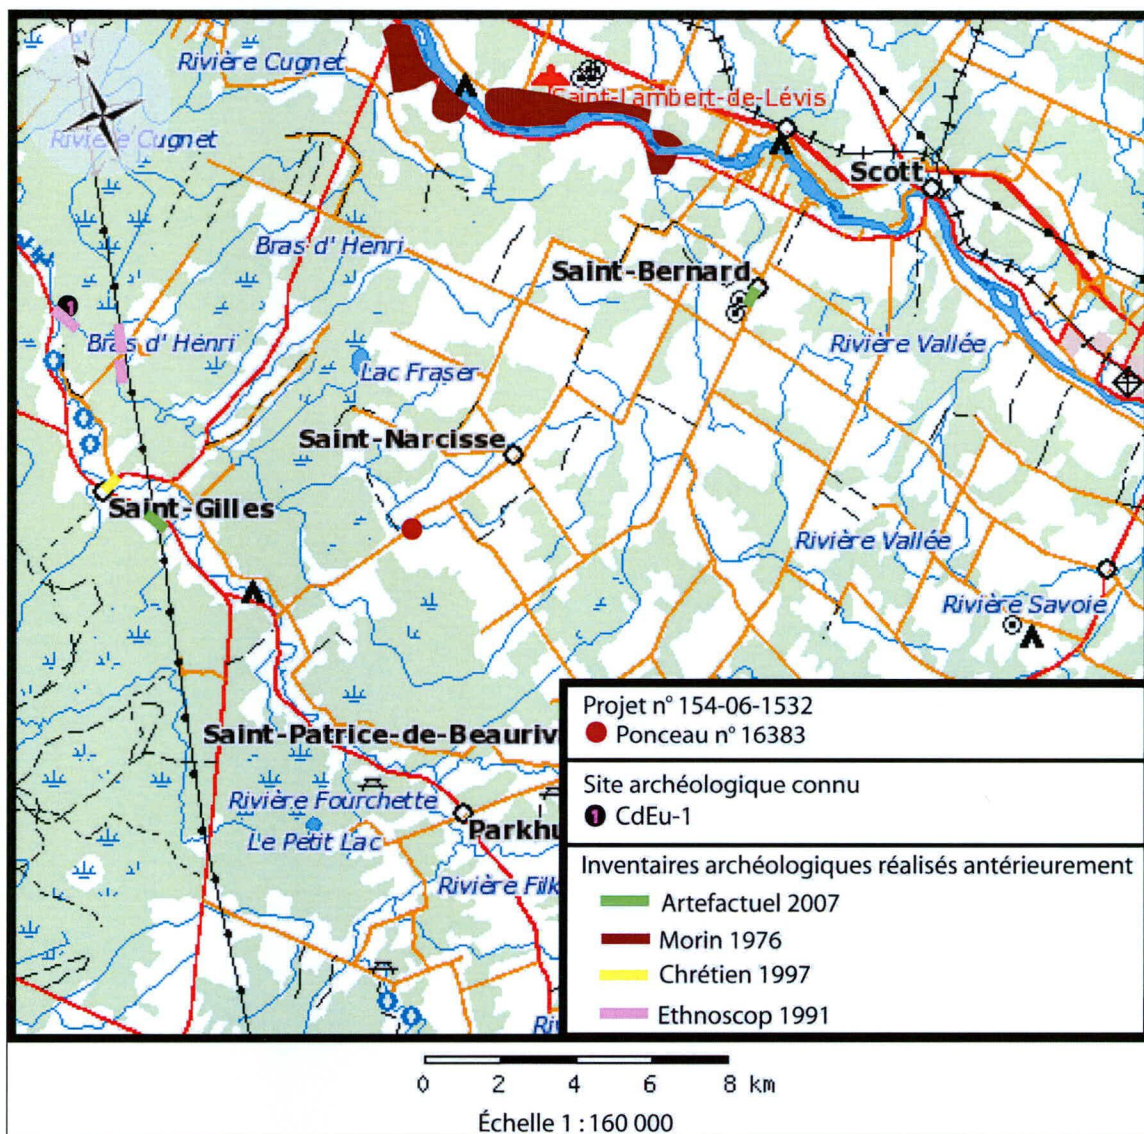 N
Rivière Cugnet
Saint-Lambert-de-Lévis
Rivière Cugnet
Scott
Bras d'Henri
Saint-Bernard
1
Bras d'Henri
Rivière Vallée
Lac Fraser
Saint-Narcisse
Saint-Gilles
Rivière Vallée
Rivière Savoie
Saint-Patrice-de-Beauriv
Rivière Fourchette
Le Petit Lac
Parkhu
Rivière Filk
Riv
Projet n° 154-06-1532
Ponceau n° 16383
Site archéologique connu
1 CdEu-1
Inventaires archéologiques réalisés antérieurement
Artefactuel 2007
Morin 1976
Chrétien 1997
Ethnoscop 1991
0 2 4 6 8 km
Échelle 1 : 160 000